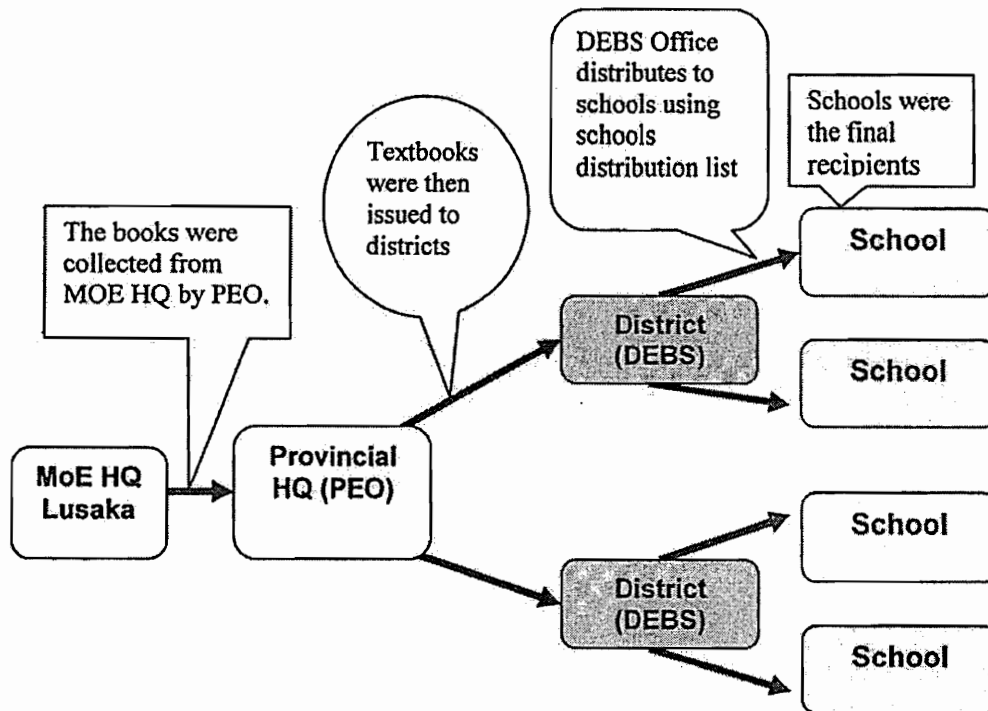 DEBS Office
distributes to
schools using
schools
distribution list
Schools were
the final
recipients
Textbooks
were then
issued to
districts
The books were
collected from
MOE HQ by PEO.
School
District
(DEBS)
School
MoE HQ
Lusaka
Provincial
HQ (PEO)
School
District
(DEBS)
School